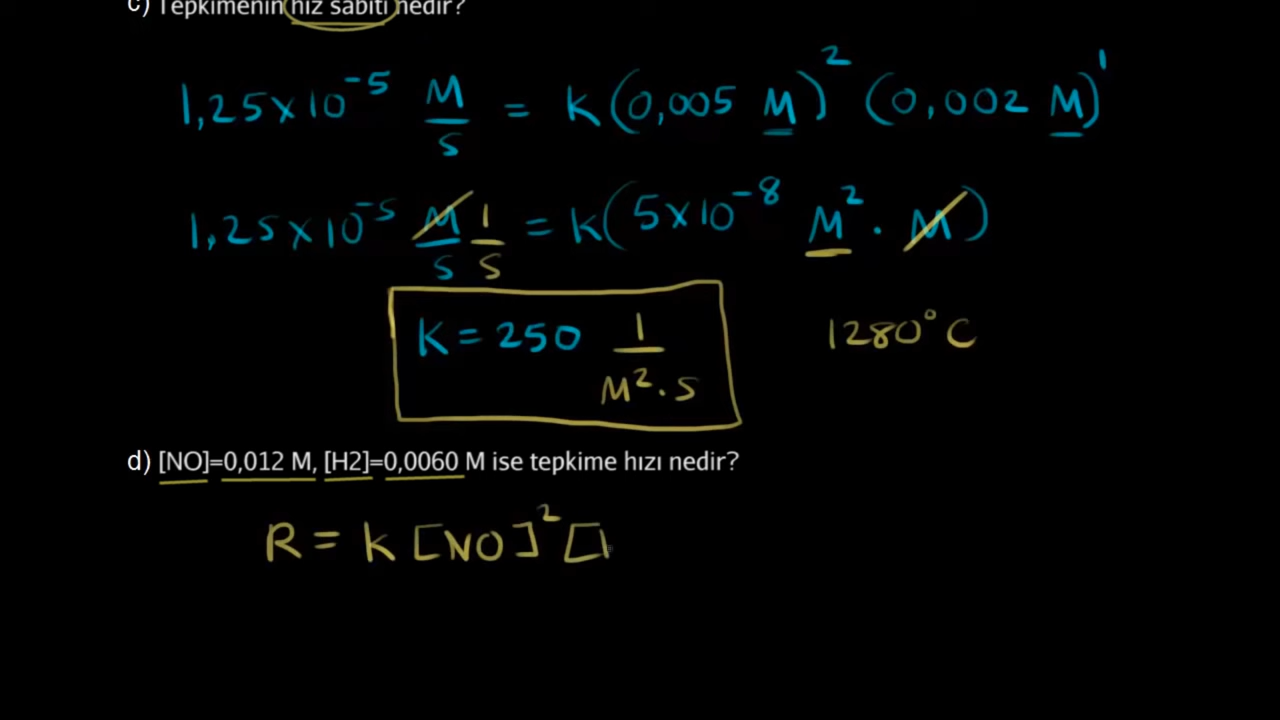 c) Tepkimenin hız sabiti nedir?
1,25x10⁻⁵ M/s = K(0,005 M)² (0,002 M)¹
1,25x10⁻⁵ M/s 1/s = K(5x10⁻⁸ M² · M)
K = 250 1/M²·s
1280°C
d) [NO]=0,012 M, [H2]=0,0060 M ise tepkime hızı nedir?
R = K [NO]² [